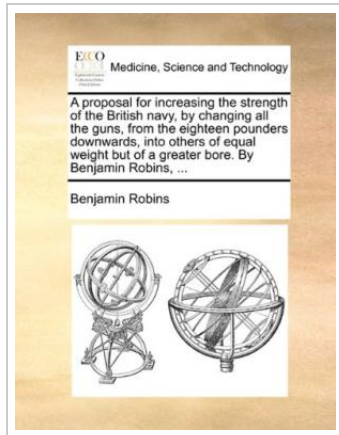 ECCO
Medicine, Science and Technology
A proposal for increasing the strength
of the British navy, by changing all
the guns, from the eighteen pounders
downwards, into others of equal
weight but of a greater bore. By
Benjamin Robins, ...
Benjamin Robins